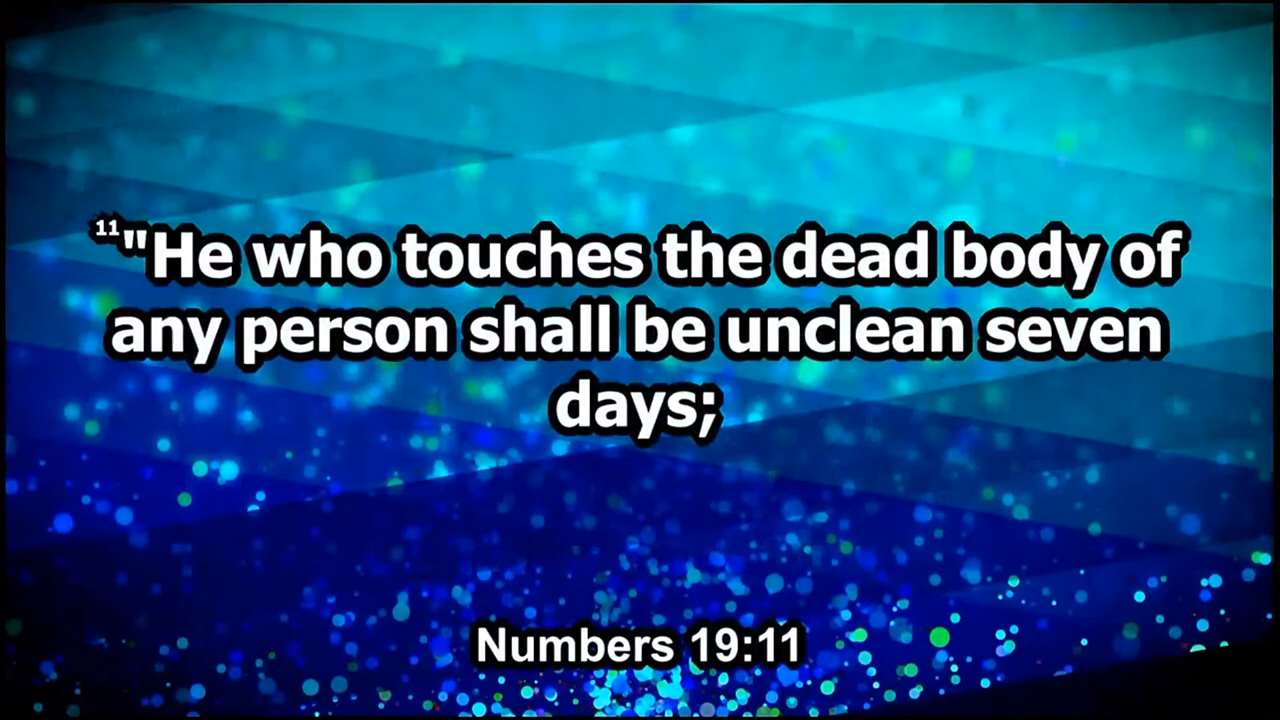 ¹¹"He who touches the dead body of
any person shall be unclean seven
days;
Numbers 19:11